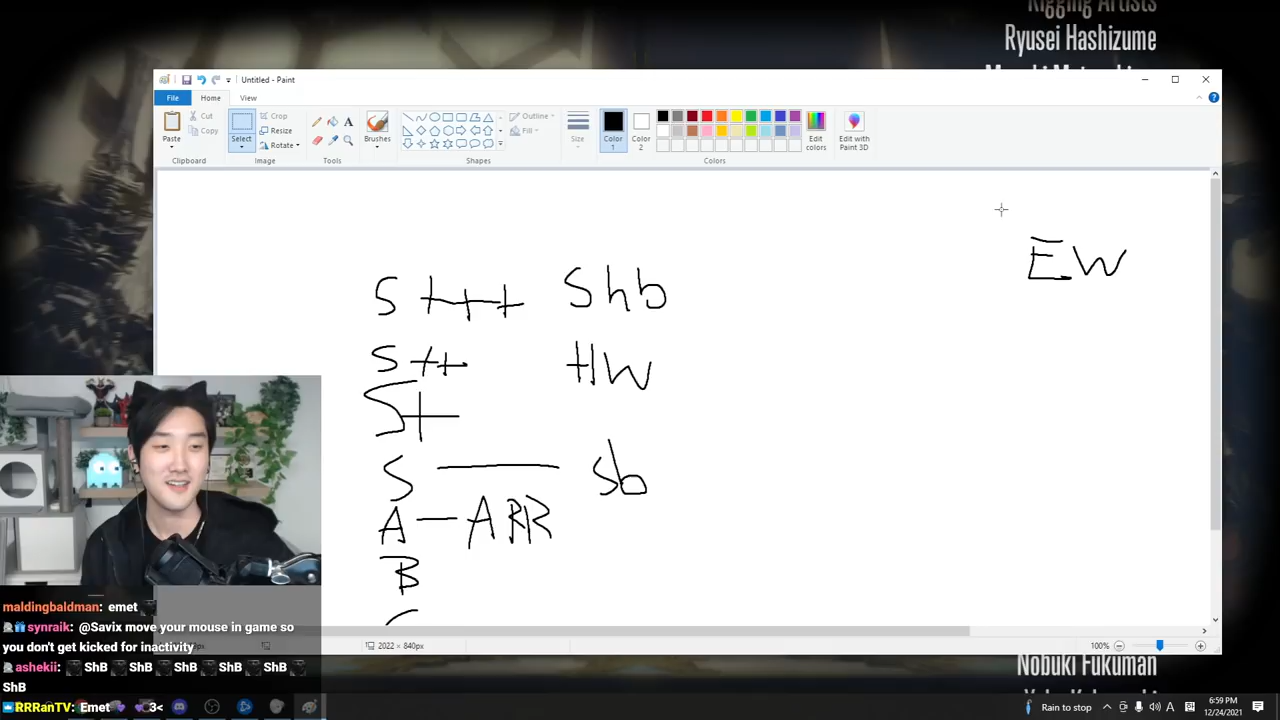 Rigging Artists
Ryusei Hashizume
Untitled - Paint
File Home View
Paste
Cut
Copy
Clipboard
Select
Crop
Resize
Rotate
Image
Tools
Brushes
Shapes
Outline
Fill
Size
Color 1
Color 2
Colors
Edit colors
Edit with Paint 3D
EW
S +++ Shb
S ++ HW
S+
S — Sb
A — ARR
B
maldingbaldman: emet
synraik: @Savix move your mouse in game so
you don't get kicked for inactivity
ashekii: ShB ShB ShB ShB ShB
ShB
RRRanTV: Emet 3<
2022 × 840px
100%
Nobuki Fukuman
Rain to stop
6:59 PM
12/24/2021